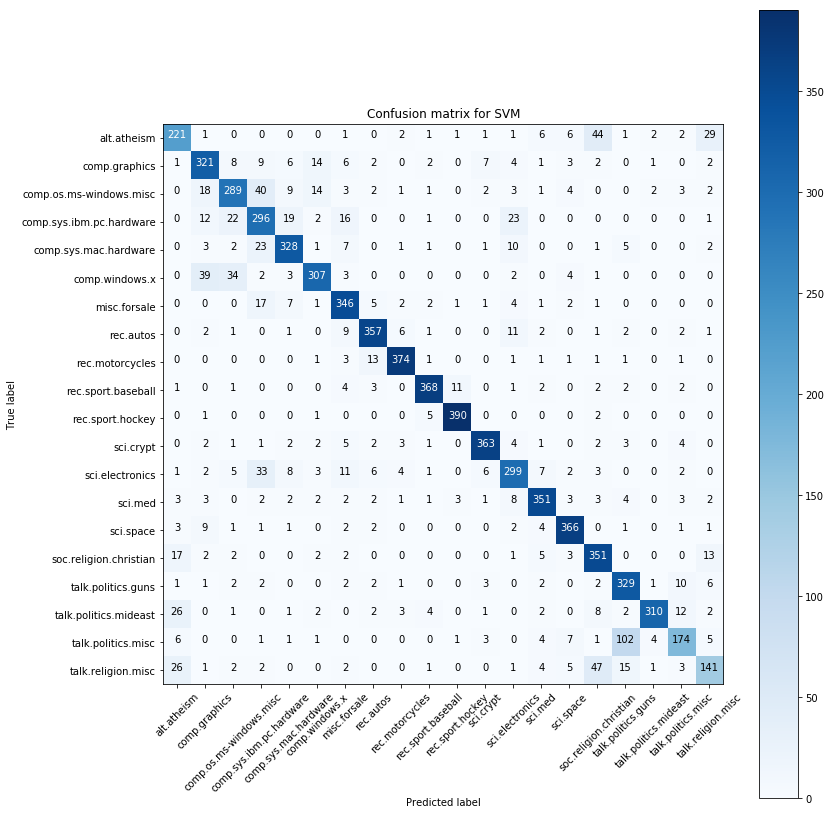 Confusion matrix for SVM
True label
alt.atheism 221 1 0 0 0 0 1 0 2 1 1 1 1 6 6 44 1 2 2 29
comp.graphics 1 321 8 9 6 14 6 2 0 2 0 7 4 1 3 2 0 1 0 2
comp.os.ms-windows.misc 0 18 289 40 9 14 3 2 1 1 0 2 3 1 4 0 0 2 3 2
comp.sys.ibm.pc.hardware 0 12 22 296 19 2 16 0 0 1 0 0 23 0 0 0 0 0 0 1
comp.sys.mac.hardware 0 3 2 23 328 1 7 0 1 1 0 1 10 0 0 1 5 0 0 2
comp.windows.x 0 39 34 2 3 307 3 0 0 0 0 0 2 0 4 1 0 0 0 0
misc.forsale 0 0 0 17 7 1 346 5 2 2 1 1 4 1 2 1 0 0 0 0
rec.autos 0 2 1 0 1 0 9 357 6 1 0 0 11 2 0 1 2 0 2 1
rec.motorcycles 0 0 0 0 0 1 3 13 374 1 0 0 1 1 1 1 1 0 1 0
rec.sport.baseball 1 0 1 0 0 0 4 3 0 368 11 0 1 2 0 2 2 0 2 0
rec.sport.hockey 0 1 0 0 0 1 0 0 0 5 390 0 0 0 0 2 0 0 0 0
sci.crypt 0 2 1 1 2 2 5 2 3 1 0 363 4 1 0 2 3 0 4 0
sci.electronics 1 2 5 33 8 3 11 6 4 1 0 6 299 7 2 3 0 0 2 0
sci.med 3 3 0 2 2 2 2 2 1 1 3 1 8 351 3 3 4 0 3 2
sci.space 3 9 1 1 1 0 2 2 0 0 0 0 2 4 366 0 1 0 1 1
soc.religion.christian 17 2 2 0 0 2 2 0 0 0 0 0 1 5 3 351 0 0 0 13
talk.politics.guns 1 1 2 2 0 2 2 1 0 0 0 3 0 2 0 2 329 1 10 6
talk.politics.mideast 26 0 1 0 1 2 0 2 3 4 0 1 0 2 0 8 2 310 12 2
talk.politics.misc 6 0 0 1 1 1 0 0 0 0 1 3 0 4 7 1 102 4 174 5
talk.religion.misc 26 1 2 2 0 0 2 0 0 1 0 0 1 4 5 47 15 1 3 141
alt.atheism
comp.graphics
comp.os.ms-windows.misc
comp.sys.ibm.pc.hardware
comp.sys.mac.hardware
comp.windows.x
misc.forsale
rec.autos
rec.motorcycles
rec.sport.baseball
rec.sport.hockey
sci.crypt
sci.electronics
sci.med
sci.space
soc.religion.christian
talk.politics.guns
talk.politics.mideast
talk.politics.misc
talk.religion.misc
Predicted label
350
300
250
200
150
100
50
0